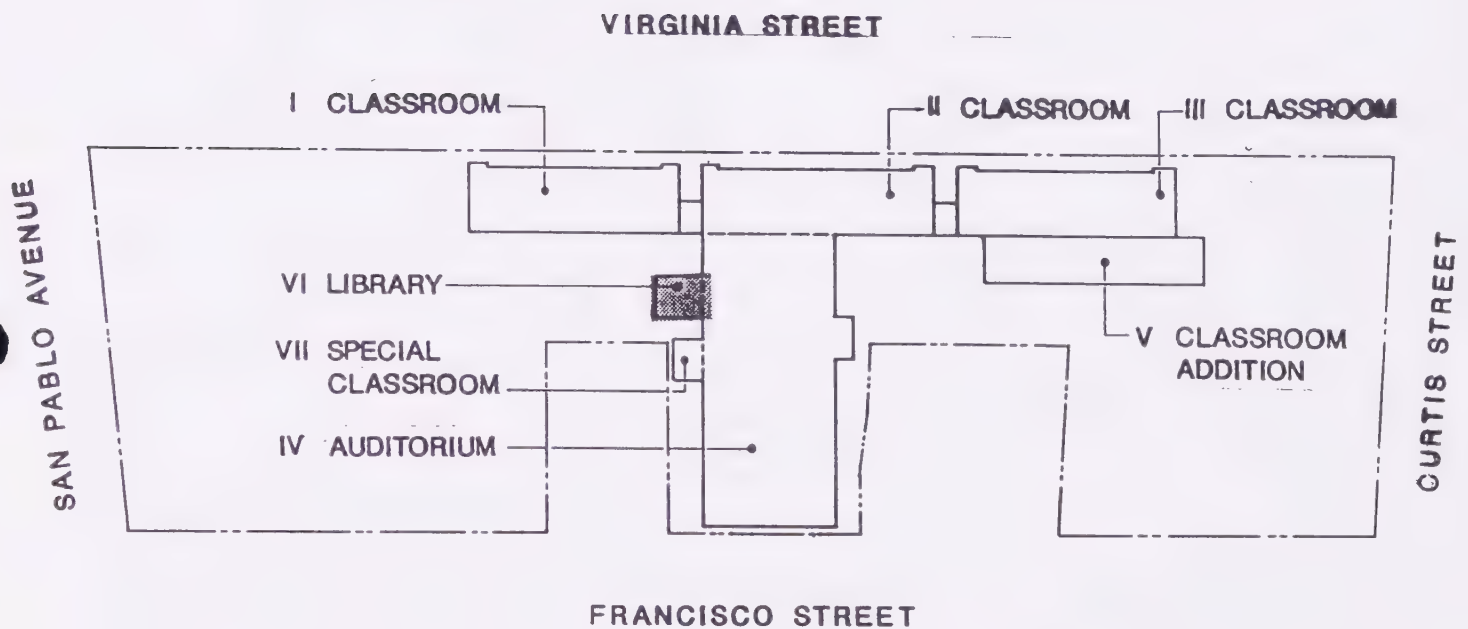 VIRGINIA STREET
I CLASSROOM
II CLASSROOM
III CLASSROOM
SAN PABLO AVENUE
VI LIBRARY
VII SPECIAL
CLASSROOM
V CLASSROOM
ADDITION
CURTIS STREET
IV AUDITORIUM
FRANCISCO STREET